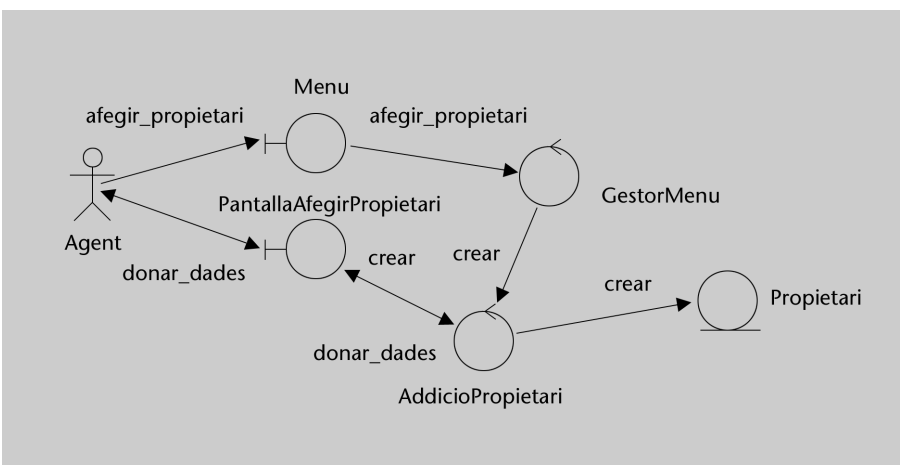 Menu
afegir_propietari
afegir_propietari
GestorMenu
PantallaAfegirPropietari
Agent
crear
crear
donar_dades
crear
Propietari
donar_dades
AddicioPropietari